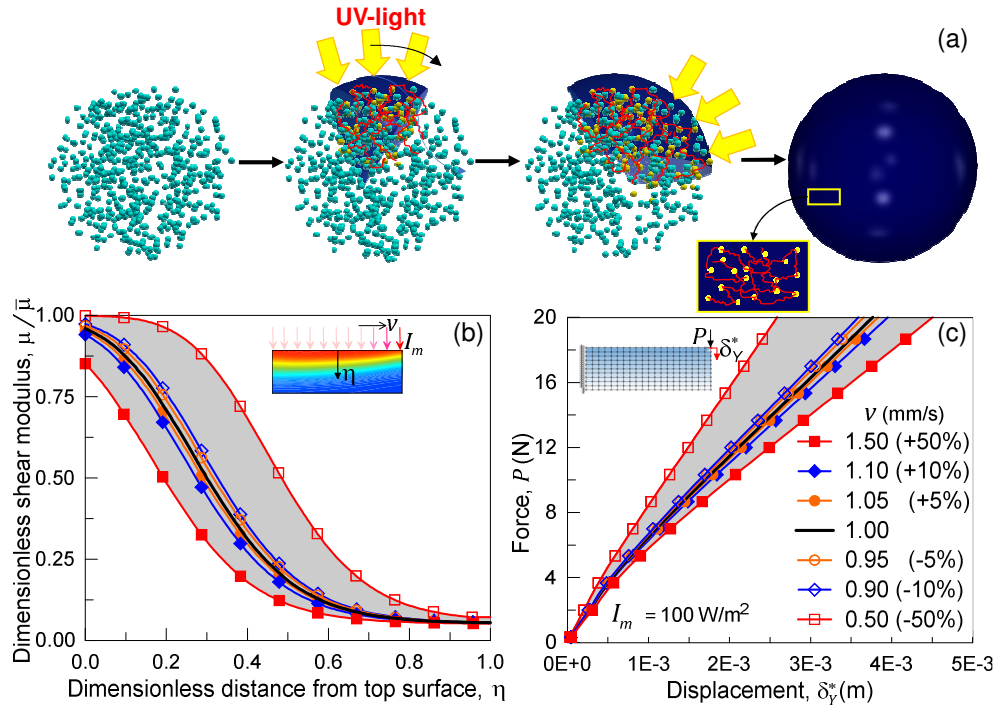 UV-light
(a)
(b)
v
I_m
η
Dimensionless shear modulus, μ/μ̅
1.00
0.75
0.50
0.25
0.00
0.0
0.2
0.4
0.6
0.8
1.0
Dimensionless distance from top surface, η
(c)
P
δ*_Y
Force, P (N)
20
16
12
8
4
0
v (mm/s)
1.50 (+50%)
1.10 (+10%)
1.05 (+5%)
1.00
0.95 (-5%)
0.90 (-10%)
0.50 (-50%)
I_m = 100 W/m²
0E+0
1E-3
2E-3
3E-3
4E-3
5E-3
Displacement, δ*_Y(m)